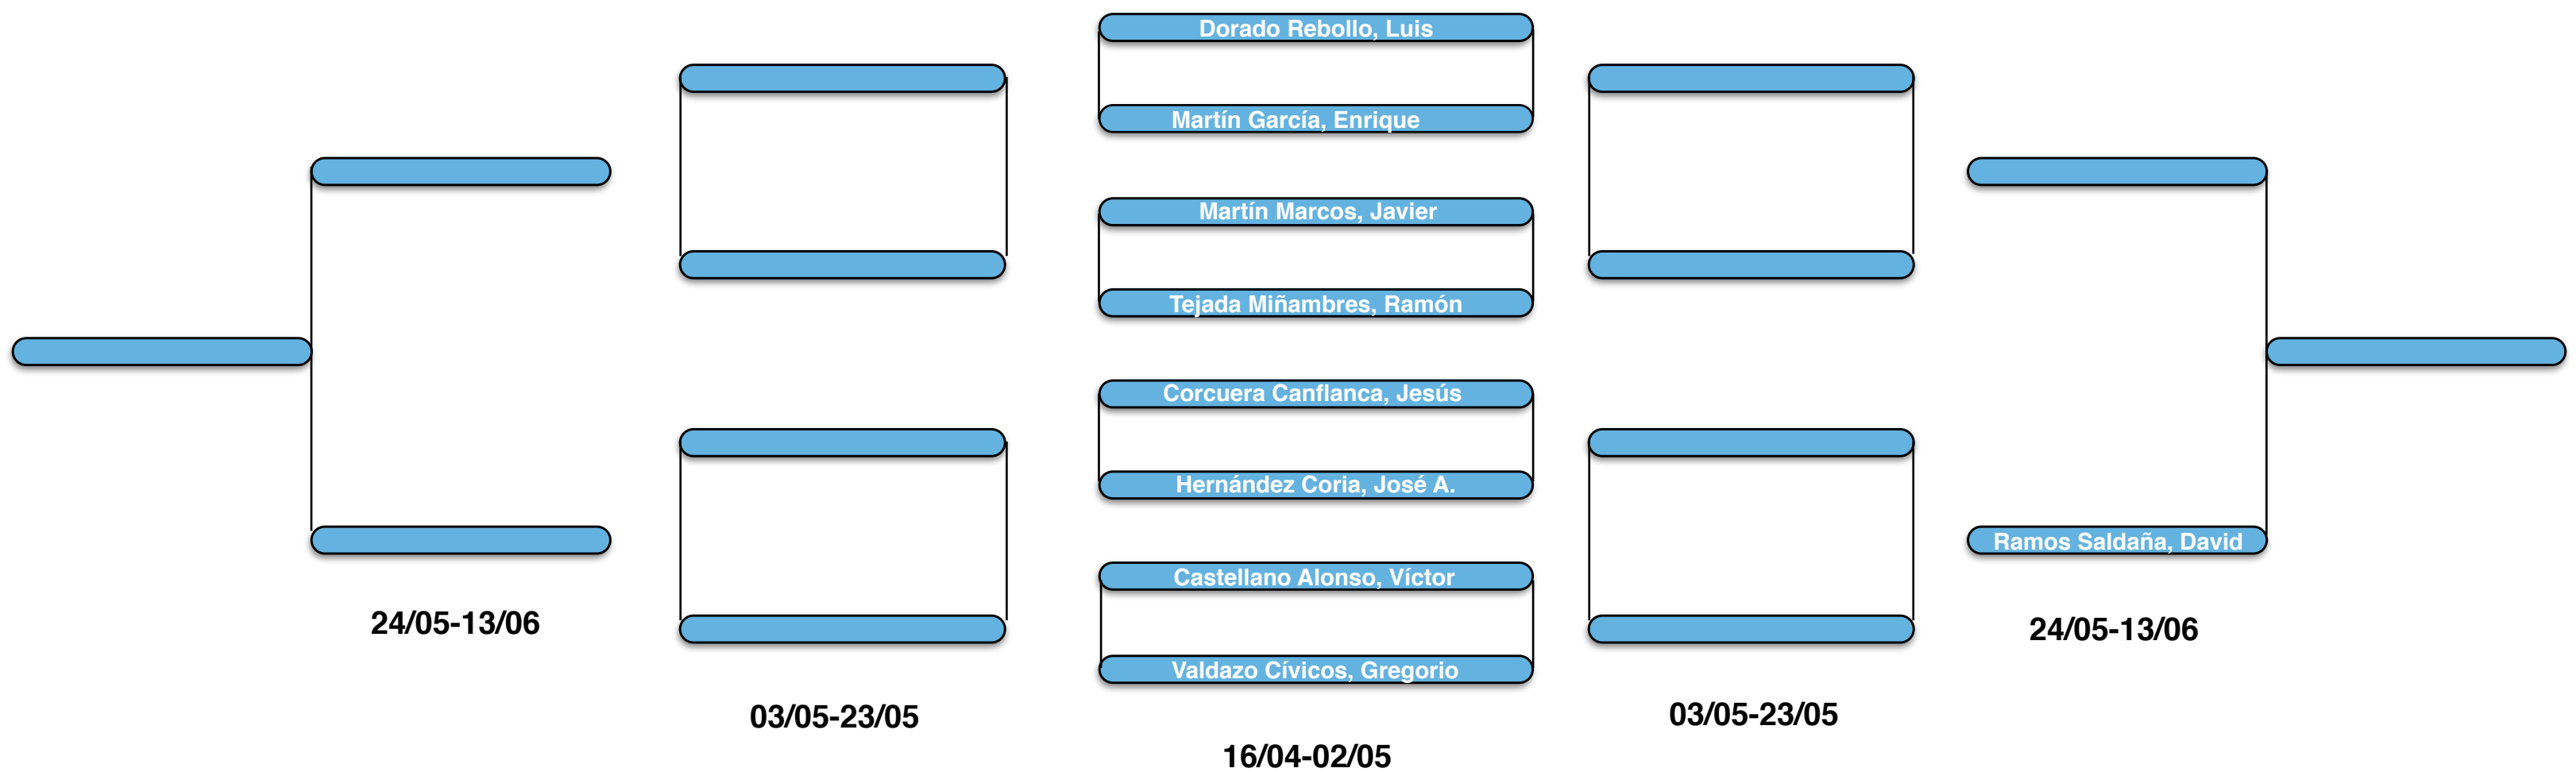 Dorado Rebollo, Luis
Martín García, Enrique
Martín Marcos, Javier
Tejada Miñambres, Ramón
Corcuera Canflanca, Jesús
Hernández Coria, José A.
Ramos Saldaña, David
Castellano Alonso, Víctor
24/05-13/06
24/05-13/06
Valdazo Cívicos, Gregorio
03/05-23/05
03/05-23/05
16/04-02/05